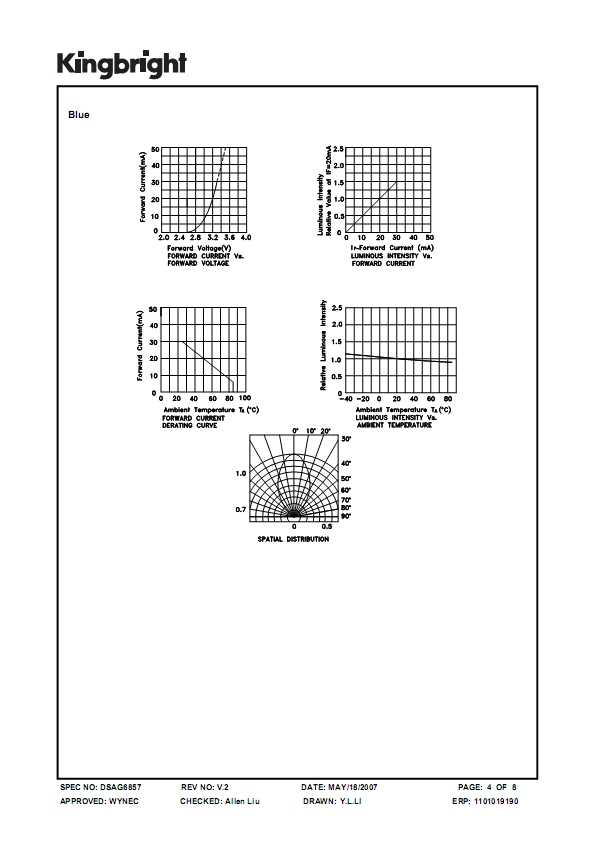 Kingbright
Blue
Forward Current(mA)
50
40
30
20
10
0
2.0 2.4 2.8 3.2 3.6 4.0
Forward Voltage(V)
FORWARD CURRENT Vs.
FORWARD VOLTAGE
Luminous Intensity
Relative Value at IF=20mA
2.5
2.0
1.5
1.0
0.5
0
0 10 20 30 40 50
IF-Forward Current (mA)
LUMINOUS INTENSITY Vs.
FORWARD CURRENT
Forward Current(mA)
50
40
30
20
10
0
0 20 40 60 80 100
Ambient Temperature TA (°C)
FORWARD CURRENT
DERATING CURVE
Relative Luminous Intensity
2.5
2.0
1.5
1.0
0.5
0
-40 -20 0 20 40 60 80
Ambient Temperature TA (°C)
LUMINOUS INTENSITY Vs.
AMBIENT TEMPERATURE
0° 10° 20°
30°
40°
1.0
50°
60°
70°
0.7
80°
90°
0 0.5
SPATIAL DISTRIBUTION
SPEC NO: DSAG6857 REV NO: V.2 DATE: MAY/18/2007 PAGE: 4 OF 8
APPROVED: WYNEC CHECKED: Allen Liu DRAWN: Y.L.LI ERP: 1101019190